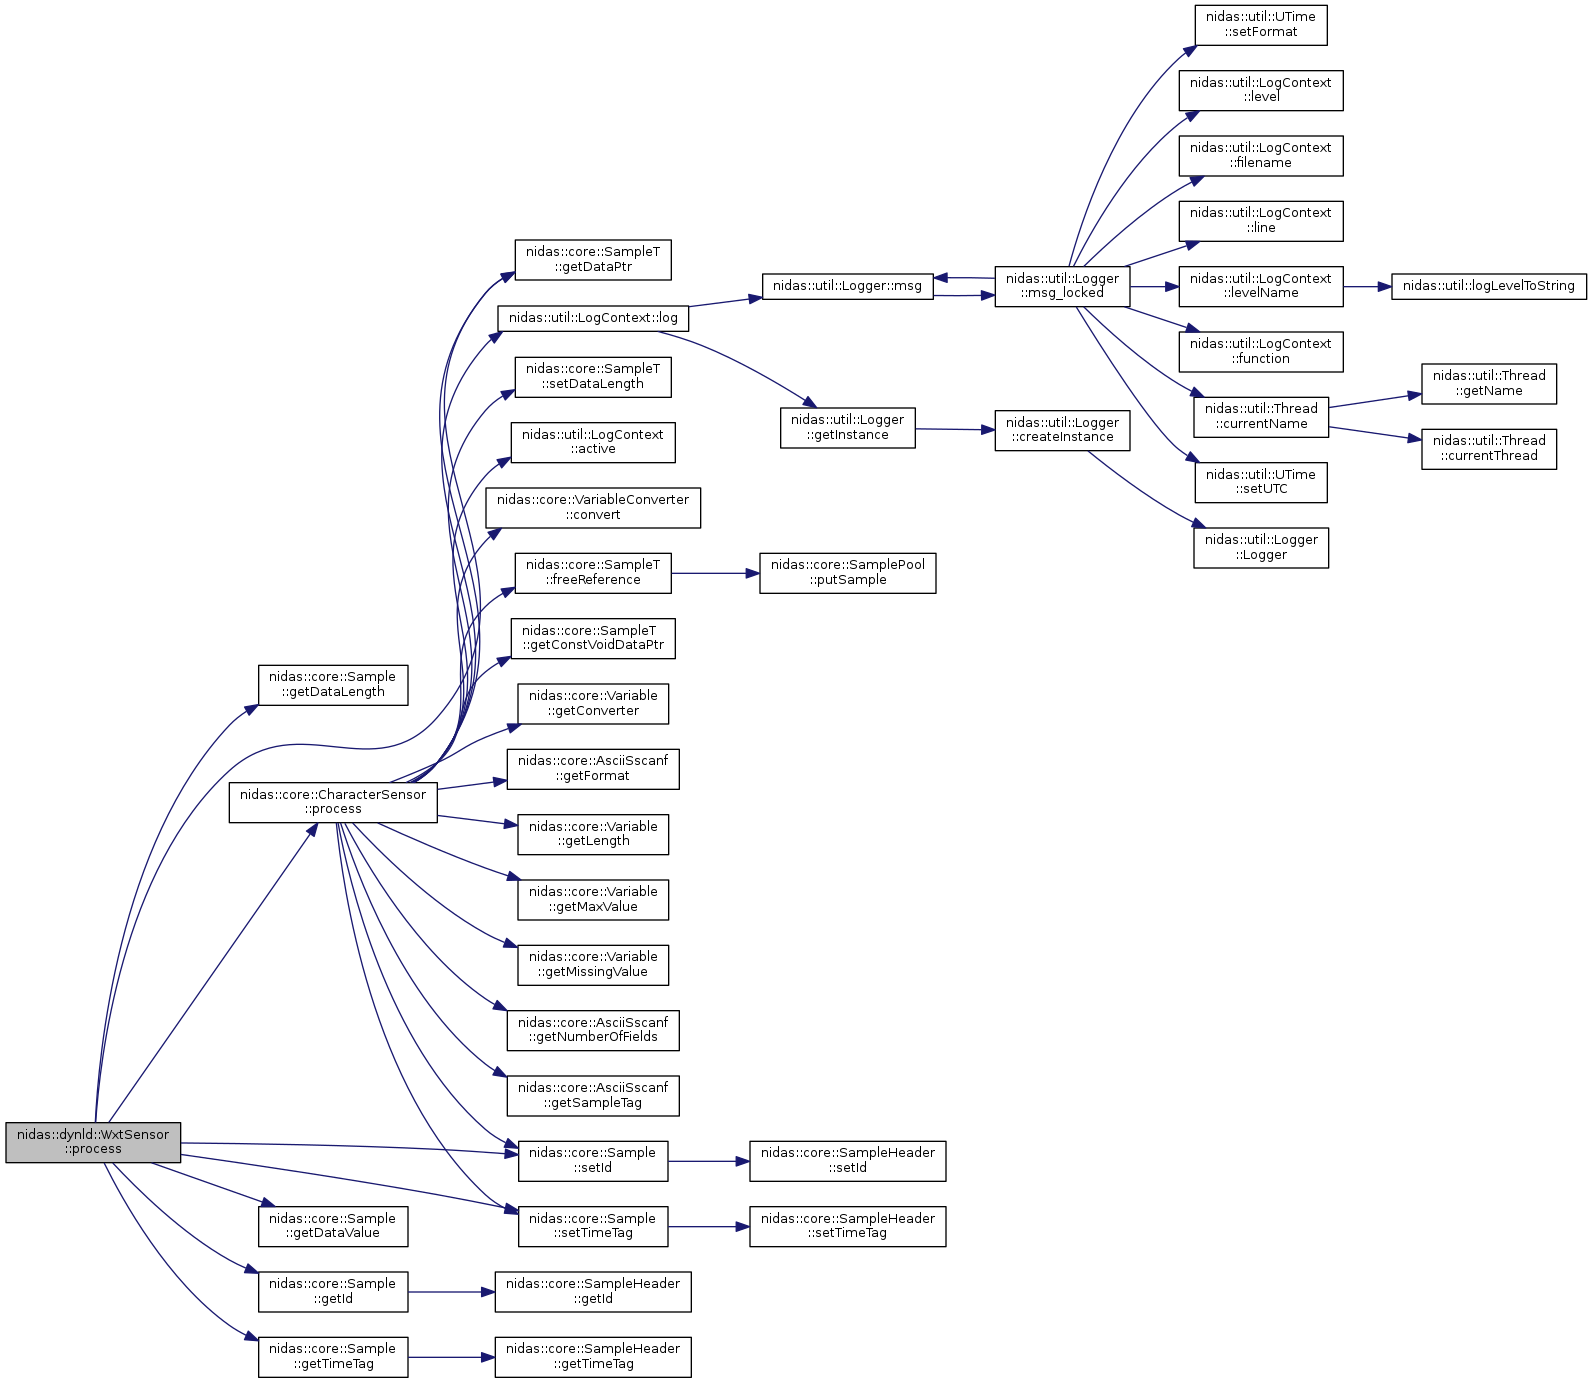 nidas::util::UTime
::setFormat
nidas::util::LogContext
::level
nidas::util::LogContext
::filename
nidas::util::LogContext
::line
nidas::core::SampleT
::getDataPtr
nidas::util::Logger::msg
nidas::util::Logger
::msg_locked
nidas::util::LogContext
::levelName
nidas::util::logLevelToString
nidas::util::LogContext::log
nidas::util::LogContext
::function
nidas::core::SampleT
::setDataLength
nidas::util::Thread
::getName
nidas::util::Thread
::currentName
nidas::util::Logger
::getInstance
nidas::util::Logger
::createInstance
nidas::util::LogContext
::active
nidas::util::Thread
::currentThread
nidas::util::UTime
::setUTC
nidas::core::VariableConverter
::convert
nidas::util::Logger
::Logger
nidas::core::SampleT
::freeReference
nidas::core::SamplePool
::putSample
nidas::core::SampleT
::getConstVoidDataPtr
nidas::core::Sample
::getDataLength
nidas::core::Variable
::getConverter
nidas::core::AsciiSscanf
::getFormat
nidas::core::CharacterSensor
::process
nidas::core::Variable
::getLength
nidas::core::Variable
::getMaxValue
nidas::core::Variable
::getMissingValue
nidas::core::AsciiSscanf
::getNumberOfFields
nidas::core::AsciiSscanf
::getSampleTag
nidas::dynld::WxtSensor
::process
nidas::core::Sample
::setId
nidas::core::SampleHeader
::setId
nidas::core::Sample
::getDataValue
nidas::core::Sample
::setTimeTag
nidas::core::SampleHeader
::setTimeTag
nidas::core::Sample
::getId
nidas::core::SampleHeader
::getId
nidas::core::Sample
::getTimeTag
nidas::core::SampleHeader
::getTimeTag